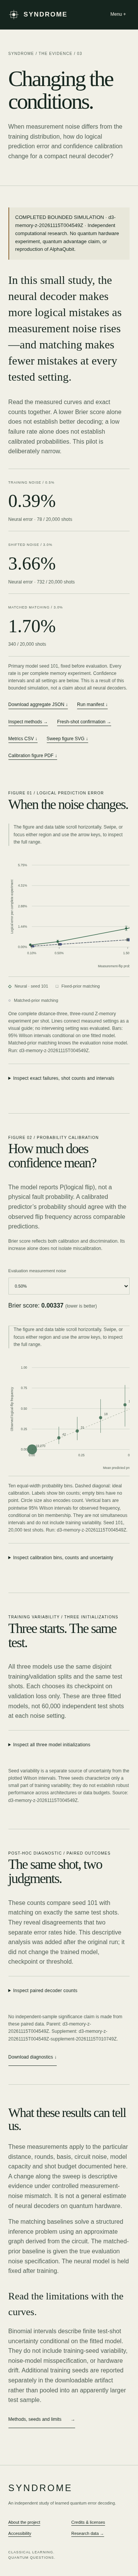 SYNDROME
Menu +
SYNDROME / THE EVIDENCE / 03
Changing the
conditions.
When measurement noise differs from
the training distribution, how do logical
prediction error and confidence calibration
change for a compact neural decoder?
COMPLETED BOUNDED SIMULATION · d3-
memory-z-20261115T004549Z · Independent
computational research. No quantum hardware
experiment, quantum advantage claim, or
reproduction of AlphaQubit.
In this small study, the
neural decoder makes
more logical mistakes as
measurement noise rises
—and matching makes
fewer mistakes at every
tested setting.
Read the measured curves and exact
counts together. A lower Brier score alone
does not establish better decoding; a low
failure rate alone does not establish
calibrated probabilities. This pilot is
deliberately narrow.
TRAINING NOISE / 0.5%
0.39%
Neural error · 78 / 20,000 shots
SHIFTED NOISE / 3.0%
3.66%
Neural error · 732 / 20,000 shots
MATCHED MATCHING / 3.0%
1.70%
340 / 20,000 shots
Primary model seed 101, fixed before evaluation. Every
rate is per complete memory experiment. Confidence
intervals and all settings are below. This is a result of this
bounded simulation, not a claim about all neural decoders.
Download aggregate JSON ↓
Run manifest ↓
Inspect methods →
Fresh-shot confirmation →
Metrics CSV ↓
Sweep figure SVG ↓
Calibration figure PDF ↓
FIGURE 01 / LOGICAL PREDICTION ERROR
When the noise changes.
The figure and data table scroll horizontally. Swipe, or
focus either region and use the arrow keys, to inspect
the full range.
Neural · seed 101
Fixed-prior matching
Matched-prior matching
One complete distance-three, three-round Z-memory
experiment per shot. Lines connect measured settings as a
visual guide; no intervening setting was evaluated. Bars:
95% Wilson intervals conditional on one fitted model.
Matched-prior matching knows the evaluation noise model.
Run: d3-memory-z-20261115T004549Z.
▶ Inspect exact failures, shot counts and intervals
FIGURE 02 / PROBABILITY CALIBRATION
How much does
confidence mean?
The model reports P(logical flip), not a
physical fault probability. A calibrated
predictor's probability should agree with the
observed flip frequency across comparable
predictions.
Brier score reflects both calibration and discrimination. Its
increase alone does not isolate miscalibration.
Evaluation measurement noise
0.50%
Brier score: 0.00337 (lower is better)
The figure and data table scroll horizontally. Swipe, or
focus either region and use the arrow keys, to inspect
the full range.
Ten equal-width probability bins. Dashed diagonal: ideal
calibration. Labels show bin counts; empty bins have no
point. Circle size also encodes count. Vertical bars are
pointwise 95% Wilson intervals for observed frequency,
conditional on bin membership. They are not simultaneous
intervals and do not include training variability. Seed 101,
20,000 test shots. Run: d3-memory-z-20261115T004549Z.
▶ Inspect calibration bins, counts and uncertainty
TRAINING VARIABILITY / THREE INITIALIZATIONS
Three starts. The same
test.
All three models use the same disjoint
training/validation splits and the same test
shots. Each chooses its checkpoint on
validation loss only. These are three fitted
models, not 60,000 independent test shots
at each noise setting.
▶ Inspect all three model initializations
Seed variability is a separate source of uncertainty from the
plotted Wilson intervals. Three seeds characterize only a
small part of training variability; they do not establish robust
performance across architectures or data budgets. Source:
d3-memory-z-20261115T004549Z.
POST-HOC DIAGNOSTIC / PAIRED OUTCOMES
The same shot, two
judgments.
These counts compare seed 101 with
matching on exactly the same test shots.
They reveal disagreements that two
separate error rates hide. This descriptive
analysis was added after the original run; it
did not change the trained model,
checkpoint or threshold.
▶ Inspect paired decoder counts
No independent-sample significance claim is made from
these paired data. Parent: d3-memory-z-
20261115T004549Z. Supplement: d3-memory-z-
20261115T004549Z-supplement-20261115T010749Z.
Download diagnostics ↓
What these results can tell
us.
These measurements apply to the particular
distance, rounds, basis, circuit noise, model
capacity and shot budget documented here.
A change along the sweep is descriptive
evidence under controlled measurement-
noise mismatch. It is not a general estimate
of neural decoders on quantum hardware.
The matching baselines solve a structured
inference problem using an approximate
graph derived from the circuit. The matched-
prior baseline is given the true evaluation
noise specification. The neural model is held
fixed after training.
Read the limitations with the
curves.
Binomial intervals describe finite test-shot
uncertainty conditional on the fitted model.
They do not include training-seed variability,
noise-model misspecification, or hardware
drift. Additional training seeds are reported
separately in the downloadable artifact
rather than pooled into an apparently larger
test sample.
Methods, seeds and limits →
SYNDROME
An independent study of learned quantum error decoding.
About the project
Credits & licenses
Accessibility
Research data →
CLASSICAL LEARNING.
QUANTUM QUESTIONS.